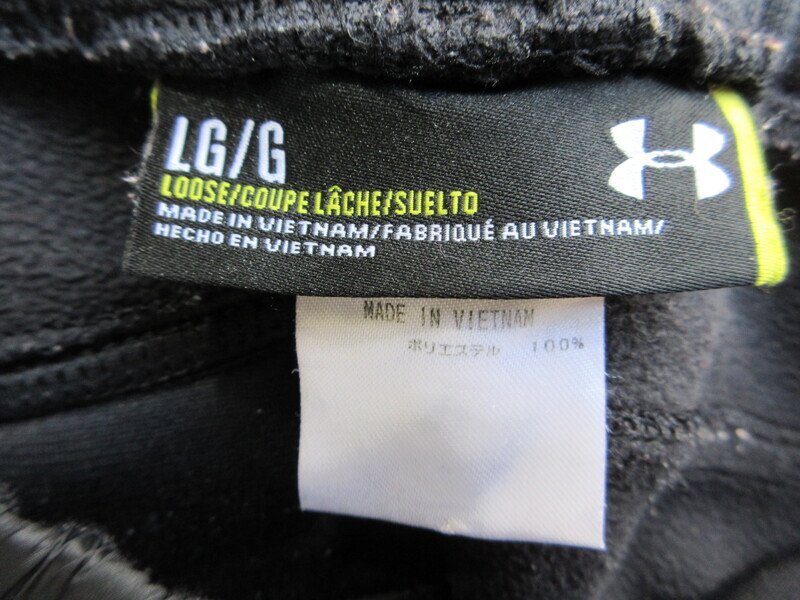 LG/G
LOOSE/COUPE LÂCHE/SUELTO
MADE IN VIETNAM/FABRIQUÉ AU VIETNAM/
HECHO EN VIETNAM
MADE IN VIETNAM
ポリエステル 100%